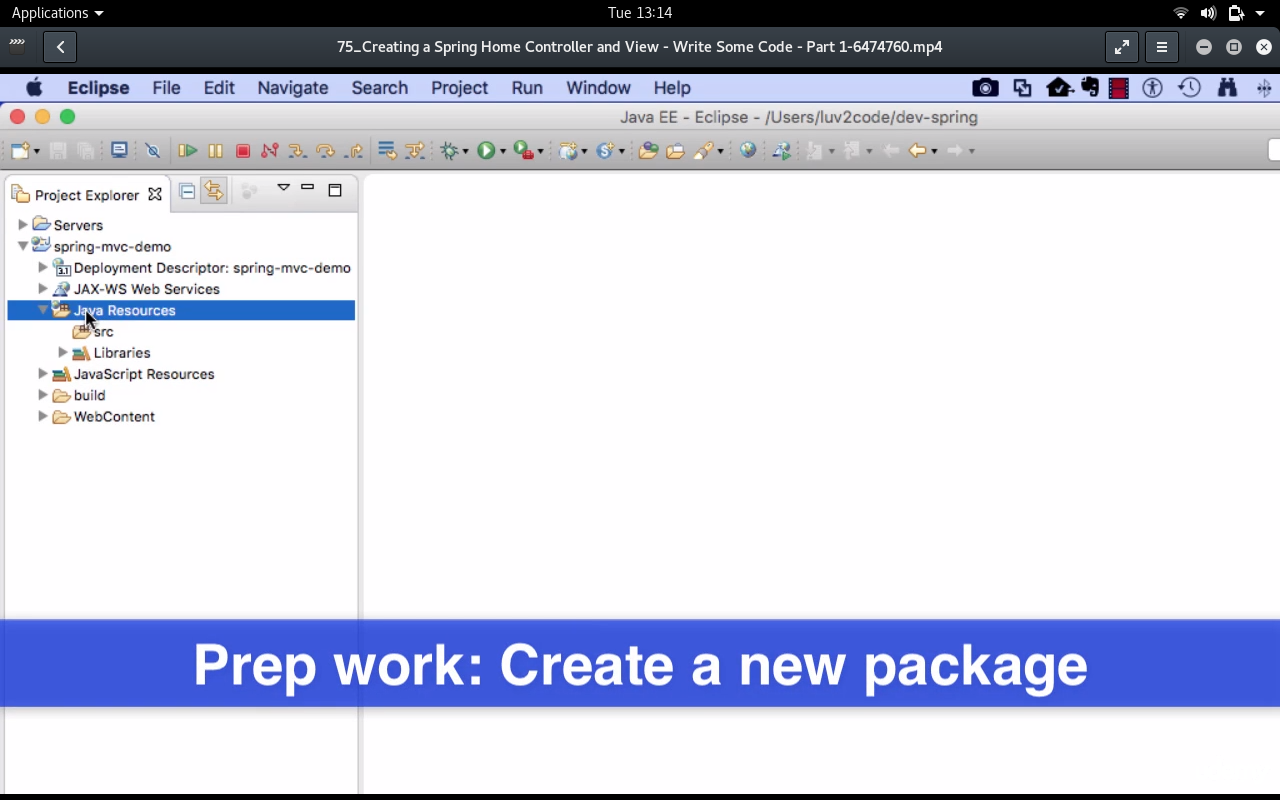 Applications
Tue 13:14
75_Creating a Spring Home Controller and View - Write Some Code - Part 1-6474760.mp4
Eclipse File Edit Navigate Search Project Run Window Help
Java EE - Eclipse - /Users/luv2code/dev-spring
Project Explorer
Servers
spring-mvc-demo
3.1 Deployment Descriptor: spring-mvc-demo
JAX-WS Web Services
Java Resources
src
Libraries
JavaScript Resources
build
WebContent
Prep work: Create a new package